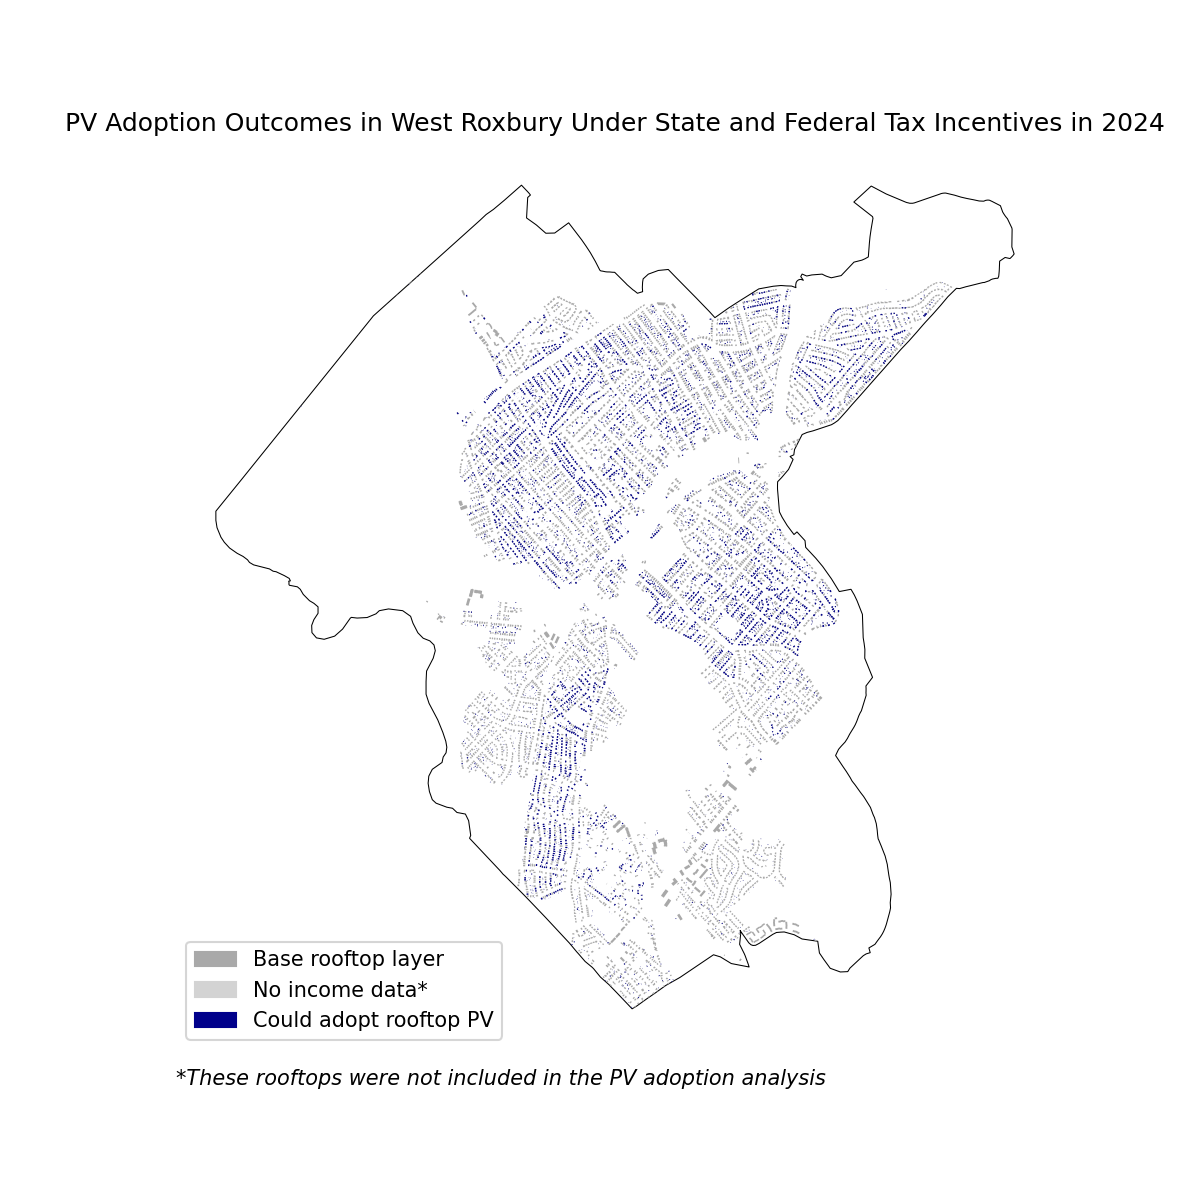 PV Adoption Outcomes in West Roxbury Under State and Federal Tax Incentives in 2024
Base rooftop layer
No income data*
Could adopt rooftop PV
*These rooftops were not included in the PV adoption analysis